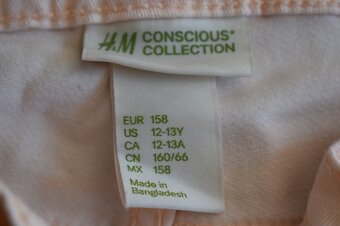 H&M CONSCIOUS*
COLLECTION
EUR 158
US 12-13Y
CA 12-13A
CN 160/66
MX 158
Made in
Bangladesh